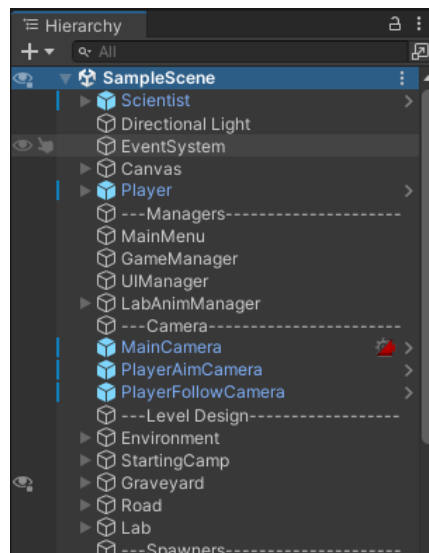 Hierarchy
All
SampleScene
Scientist
Directional Light
EventSystem
Canvas
Player
---Managers---------------------
MainMenu
GameManager
UIManager
LabAnimManager
---Camera-----------------------
MainCamera
PlayerAimCamera
PlayerFollowCamera
---Level Design------------------
Environment
StartingCamp
Graveyard
Road
Lab
---Spawners---------------------